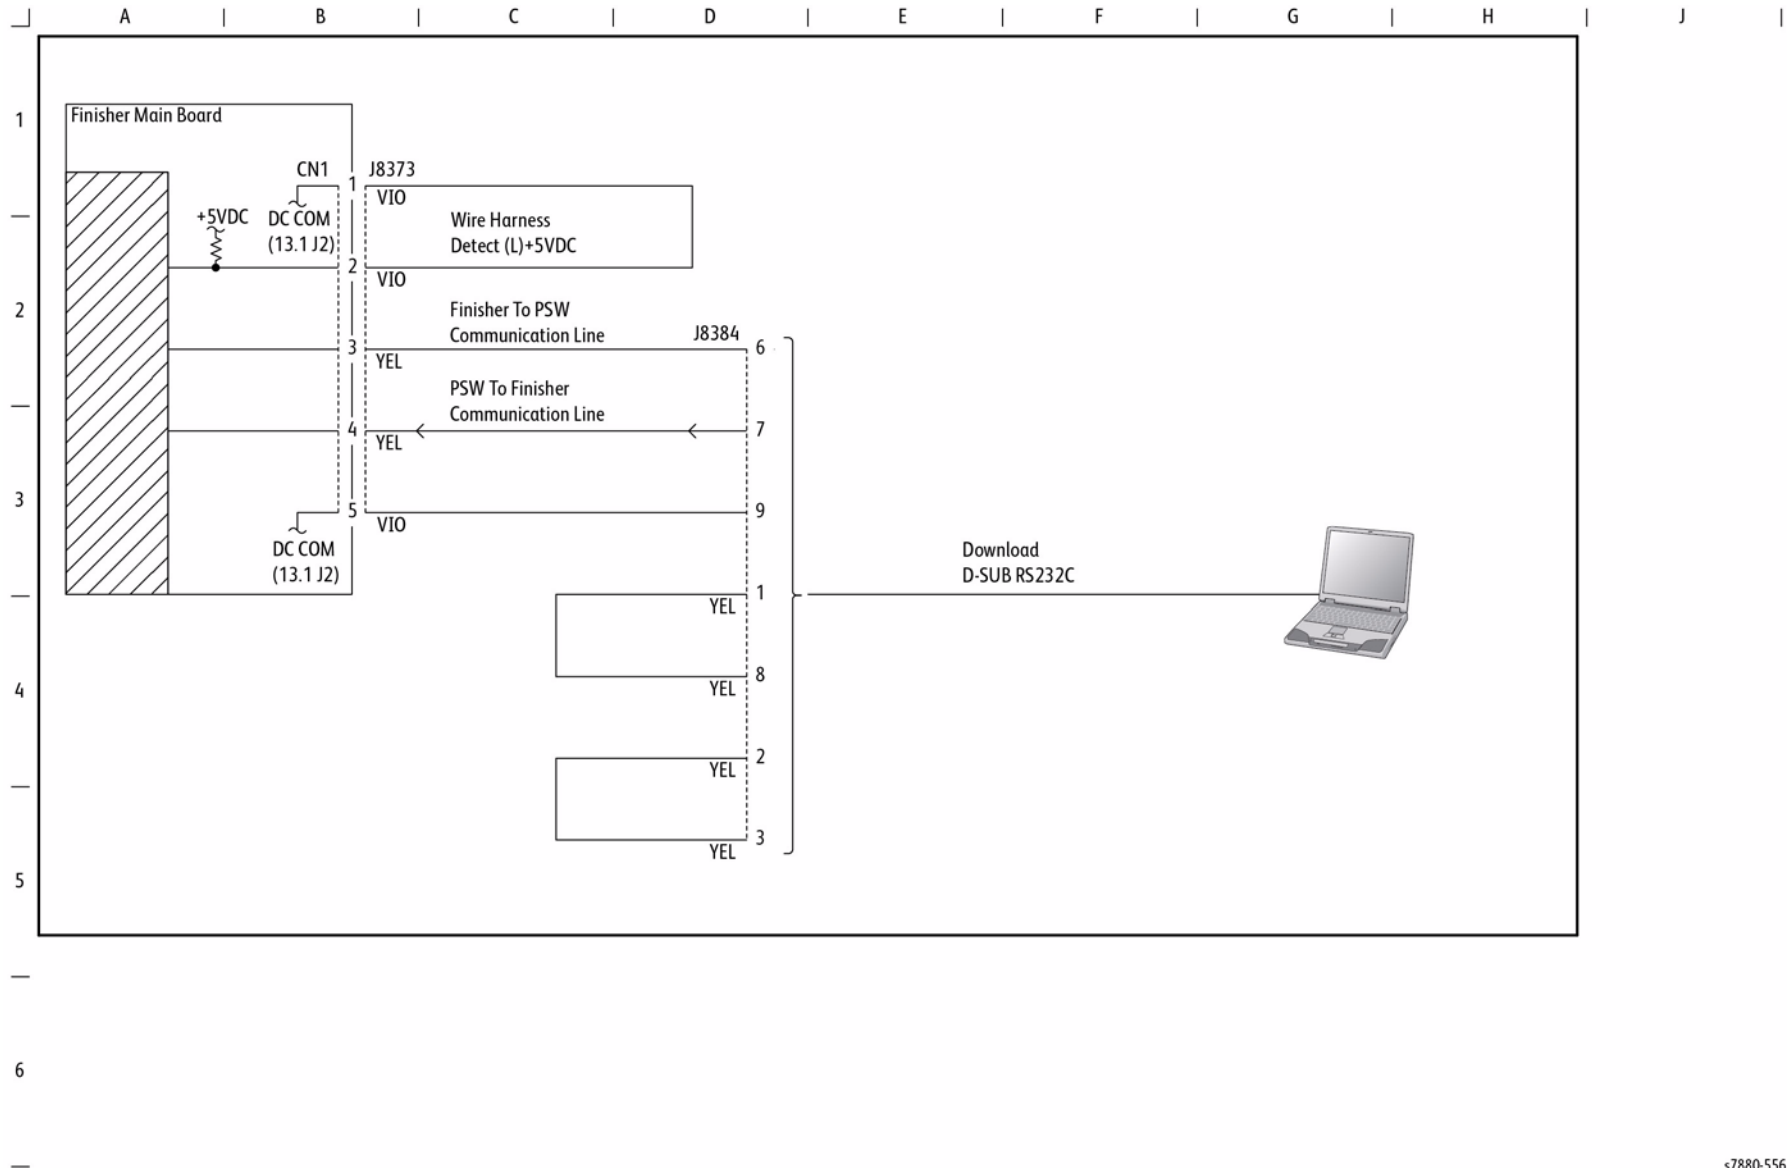 A B C D E F G H J
1
Finisher Main Board
CN1 J8373
1
VIO
+5VDC
DC COM
(13.1 J2)
Wire Harness
Detect (L)+5VDC
2
VIO
2
Finisher To PSW
Communication Line
J8384
3
YEL
6
PSW To Finisher
Communication Line
4
YEL
7
3
5
VIO
9
DC COM
(13.1 J2)
Download
D-SUB RS232C
1
YEL
4
8
YEL
2
YEL
3
YEL
5
6
s7880-556